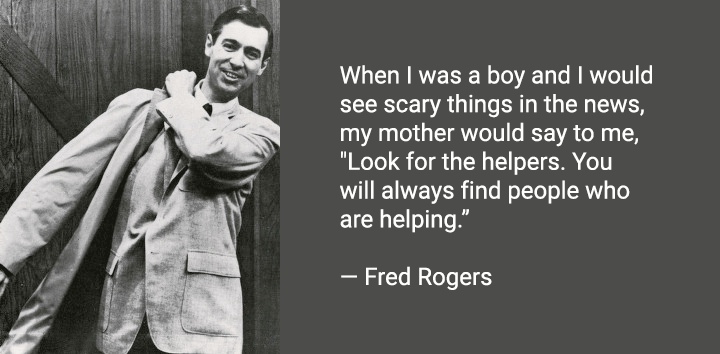 When I was a boy and I would
see scary things in the news,
my mother would say to me,
"Look for the helpers. You
will always find people who
are helping.”
— Fred Rogers